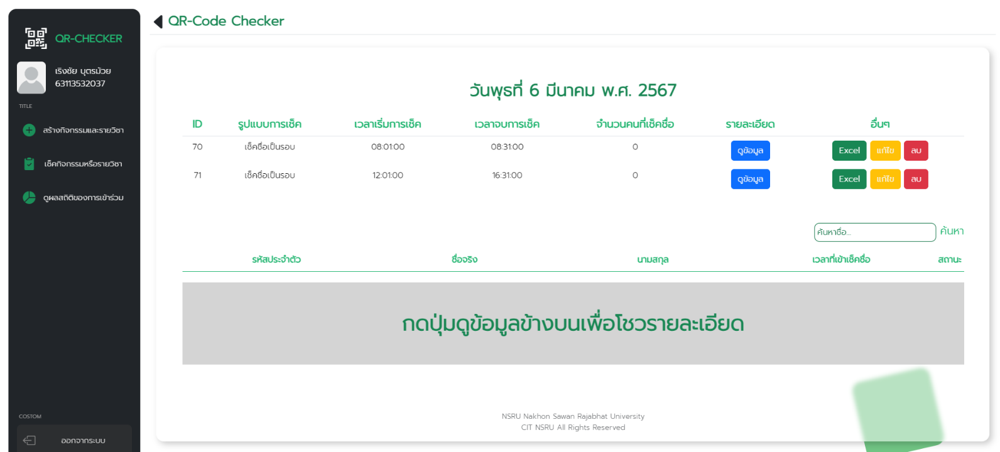 QR-CHECKER
เริงชัย บุตรม้วย
63113532037
TITLE
สร้างกิจกรรมและรายวิชา
เช็คกิจกรรมหรือรายวิชา
ดูผลสถิติของการเข้าร่วม
COSTOM
ออกจากระบบ
QR-Code Checker
วันพุธที่ 6 มีนาคม พ.ศ. 2567
ID รูปแบบการเช็ค เวลาเริ่มการเช็ค เวลาจบการเช็ค จำนวนคนที่เช็คชื่อ รายละเอียด อื่นๆ
70 เช็คชื่อเป็นรอบ 08:01:00 08:31:00 0 ดูข้อมูล Excel แก้ไข ลบ
71 เช็คชื่อเป็นรอบ 12:01:00 16:31:00 0 ดูข้อมูล Excel แก้ไข ลบ
ค้นหาชื่อ... ค้นหา
รหัสประจำตัว ชื่อจริง นามสกุล เวลาที่เข้าเช็คชื่อ สถานะ
กดปุ่มดูข้อมูลข้างบนเพื่อโชวรายละเอียด
NSRU Nakhon Sawan Rajabhat University
CIT NSRU All Rights Reserved